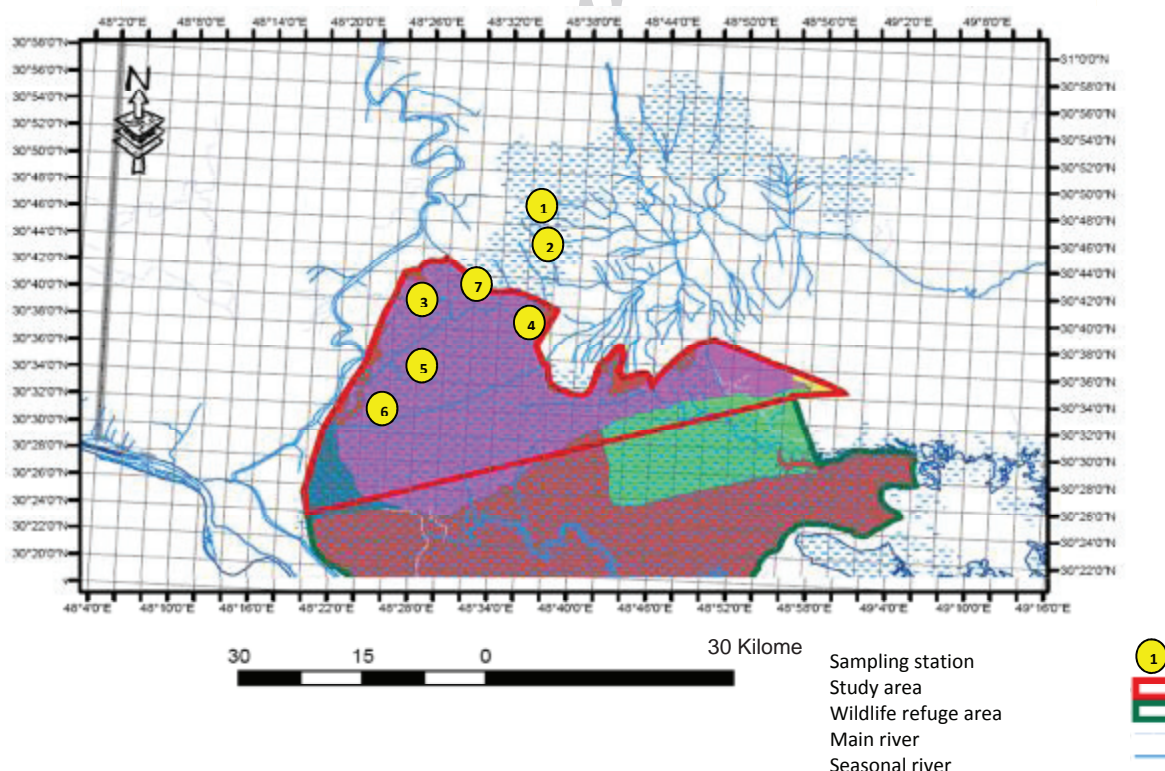 N
48°2'0"E 48°8'0"E 48°14'0"E 48°20'0"E 48°26'0"E 48°32'0"E 48°38'0"E 48°44'0"E 48°50'0"E 48°56'0"E 49°2'0"E 49°8'0"E
30°58'0"N
31°0'0"N
30°56'0"N
30°58'0"N
30°54'0"N
30°56'0"N
30°52'0"N
30°54'0"N
30°50'0"N
30°52'0"N
30°48'0"N
30°50'0"N
30°46'0"N
30°48'0"N
30°44'0"N
30°46'0"N
30°42'0"N
30°44'0"N
30°40'0"N
30°42'0"N
30°38'0"N
30°40'0"N
30°36'0"N
30°38'0"N
30°34'0"N
30°36'0"N
30°32'0"N
30°34'0"N
30°30'0"N
30°32'0"N
30°28'0"N
30°30'0"N
30°26'0"N
30°28'0"N
30°24'0"N
30°26'0"N
30°22'0"N
30°24'0"N
30°20'0"N
30°22'0"N
N
1
2
7
3
4
5
6
48°4'0"E 48°10'0"E 48°16'0"E 48°22'0"E 48°28'0"E 48°34'0"E 48°40'0"E 48°46'0"E 48°52'0"E 48°58'0"E 49°4'0"E 49°10'0"E 49°16'0"E
30 15 0 30 Kilome
Sampling station 1
Study area
Wildlife refuge area
Main river
Seasonal river